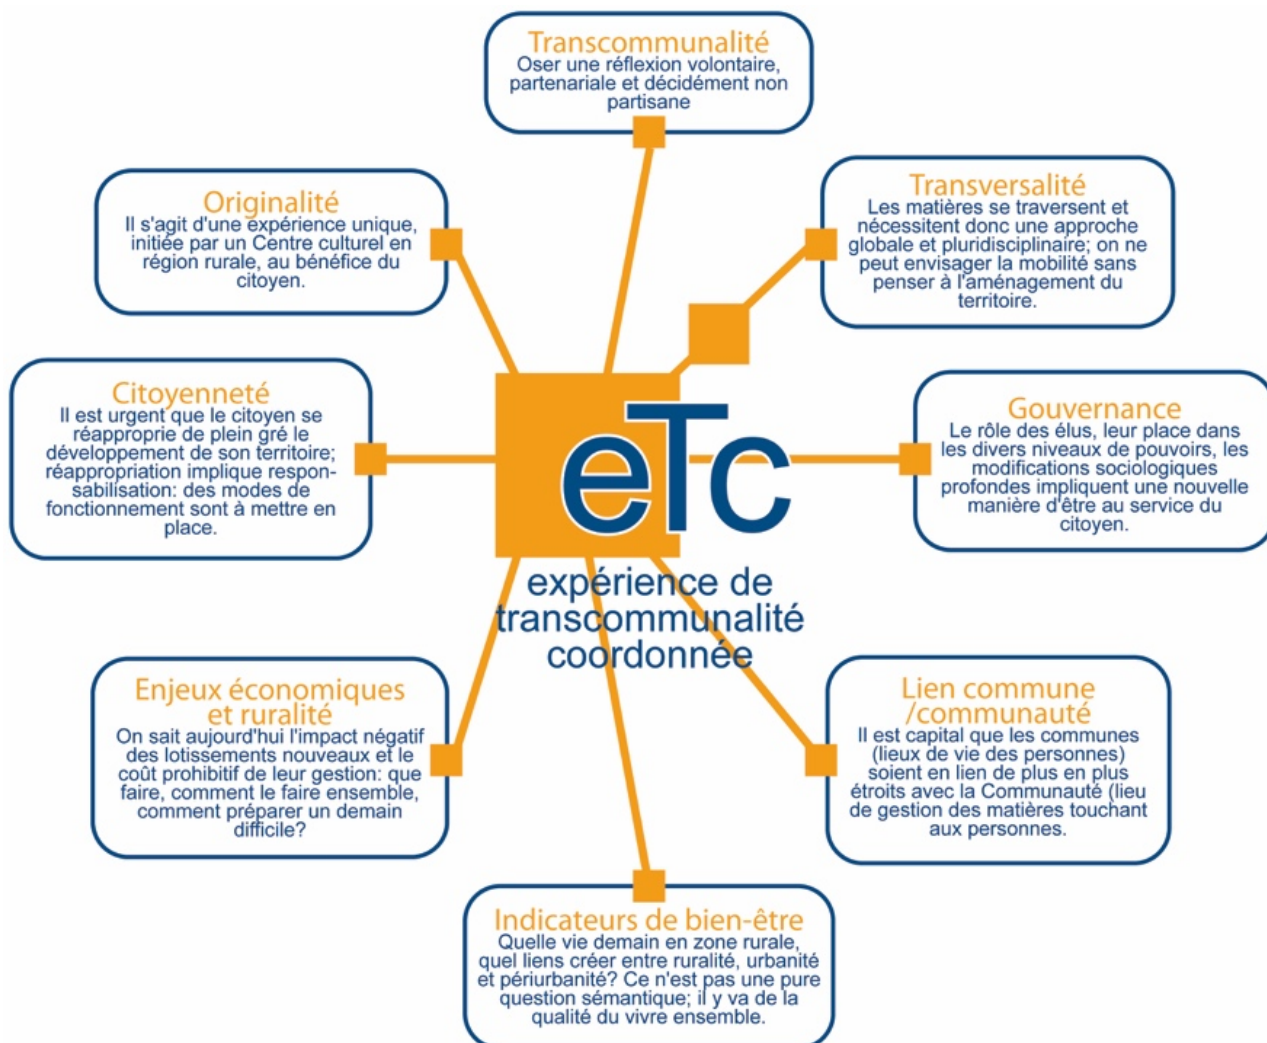 Transcommunalité
Oser une réflexion volontaire,
partenariale et décidément non
partisane
Originalité
Il s'agit d'une expérience unique,
initiée par un Centre culturel en
région rurale, au bénéfice du
citoyen.
Transversalité
Les matières se traversent et
nécessitent donc une approche
globale et pluridisciplinaire; on ne
peut envisager la mobilité sans
penser à l'aménagement du
territoire.
Citoyenneté
Il est urgent que le citoyen se
réapproprie de plein gré le
développement de son territoire;
réappropriation implique respon-
sabilisation: des modes de
fonctionnement sont à mettre en
place.
eTc
expérience de
transcommunalité
coordonnée
Gouvernance
Le rôle des élus, leur place dans
les divers niveaux de pouvoirs, les
modifications sociologiques
profondes impliquent une nouvelle
manière d'être au service du
citoyen.
Enjeux économiques
et ruralité
On sait aujourd'hui l'impact négatif
des lotissements nouveaux et le
coût prohibitif de leur gestion: que
faire, comment le faire ensemble,
comment préparer un demain
difficile?
Lien commune
/communauté
Il est capital que les communes
(lieux de vie des personnes)
soient en lien de plus en plus
étroits avec la Communauté (lieu
de gestion des matières touchant
aux personnes.
Indicateurs de bien-être
Quelle vie demain en zone rurale,
quel liens créer entre ruralité, urbanité
et périurbanité? Ce n'est pas une pure
question sémantique; il y va de la
qualité du vivre ensemble.